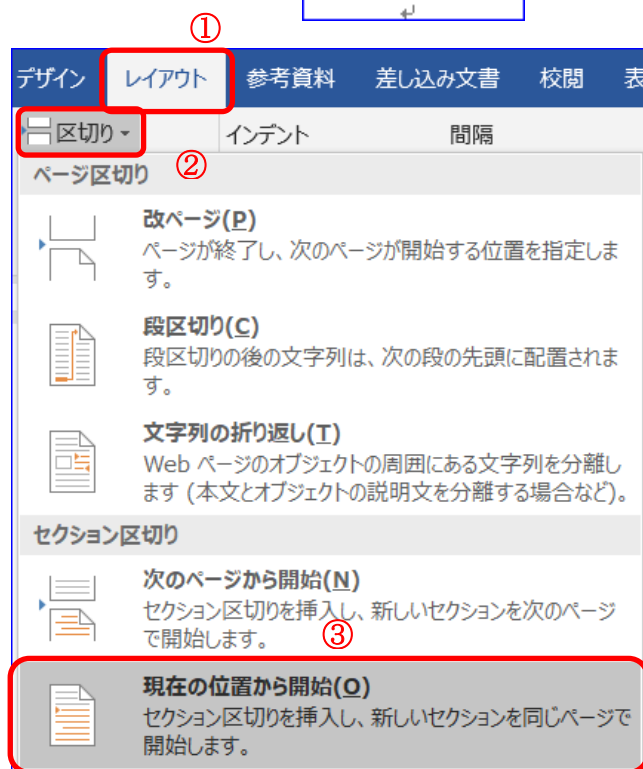 ↵
①
デザイン レイアウト 参考資料 差し込み文書 校閲 表
区切り インデント 間隔
②
ページ区切り
改ページ(P)
ページが終了し、次のページが開始する位置を指定しま
す。
段区切り(C)
段区切りの後の文字列は、次の段の先頭に配置されま
す。
文字列の折り返し(T)
Web ページのオブジェクトの周囲にある文字列を分離し
ます (本文とオブジェクトの説明文を分離する場合など)。
セクション区切り
次のページから開始(N)
セクション区切りを挿入し、新しいセクションを次のページ
で開始します。
③
現在の位置から開始(O)
セクション区切りを挿入し、新しいセクションを同じページで
開始します。